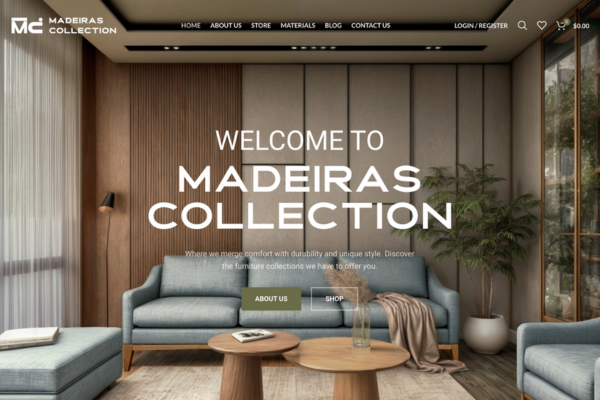 MADEIRAS
COLLECTION
HOME ABOUT US STORE MATERIALS BLOG CONTACT US
LOGIN / REGISTER
$0.00
WELCOME TO
MADEIRAS
COLLECTION
Where we merge comfort with durability and unique style. Discover
the furniture collections we have to offer you.
ABOUT US
SHOP